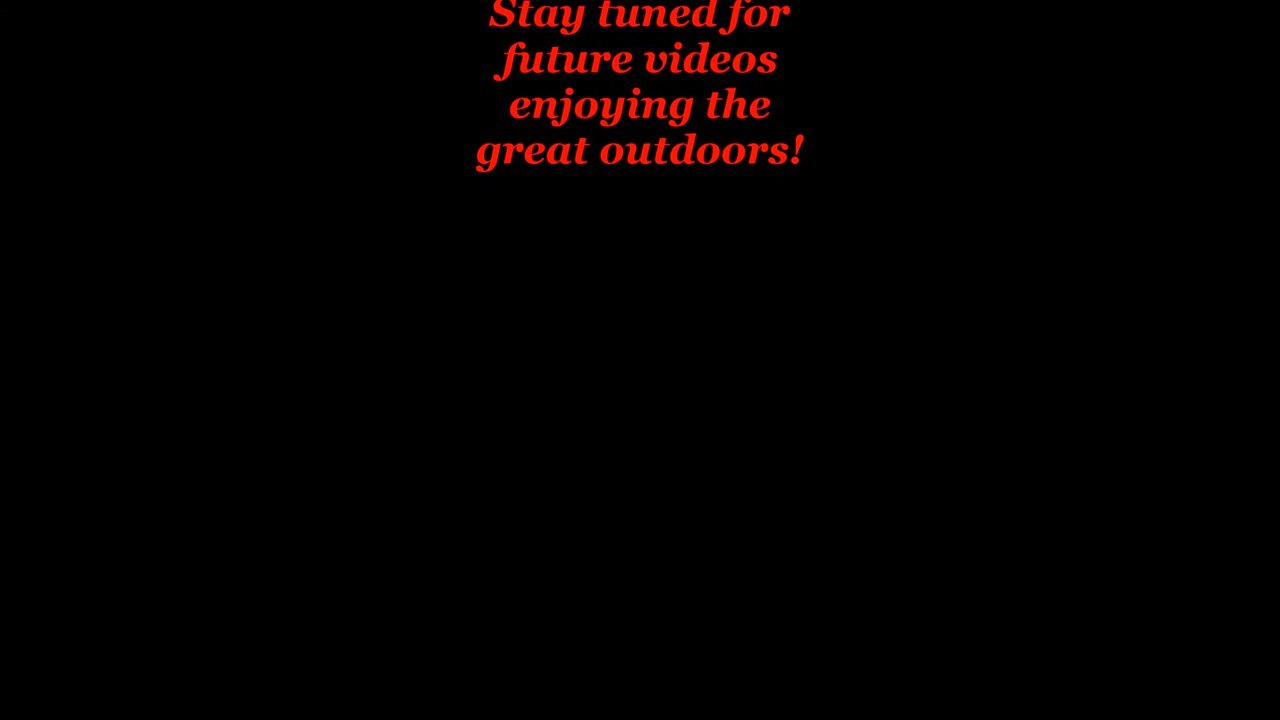 Stay tuned for
future videos
enjoying the
great outdoors!